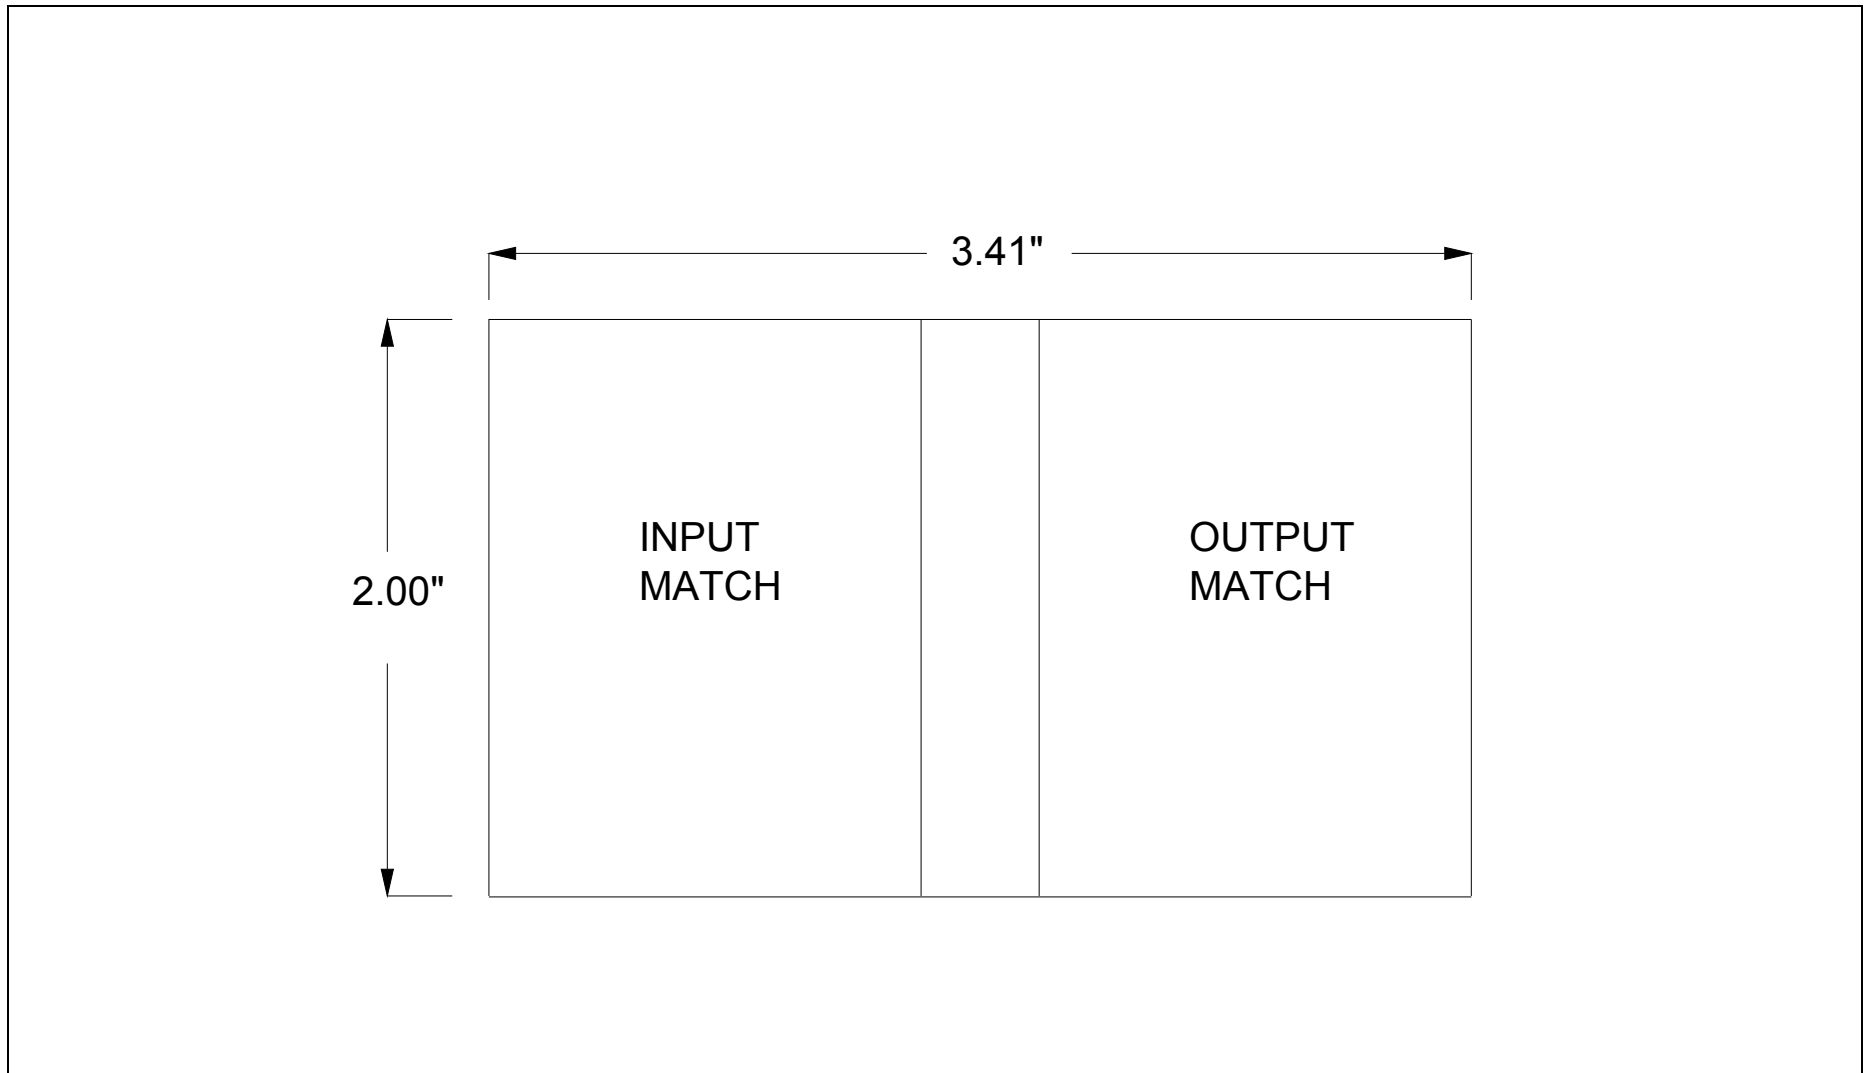 3.41"
INPUT
MATCH
OUTPUT
MATCH
2.00"